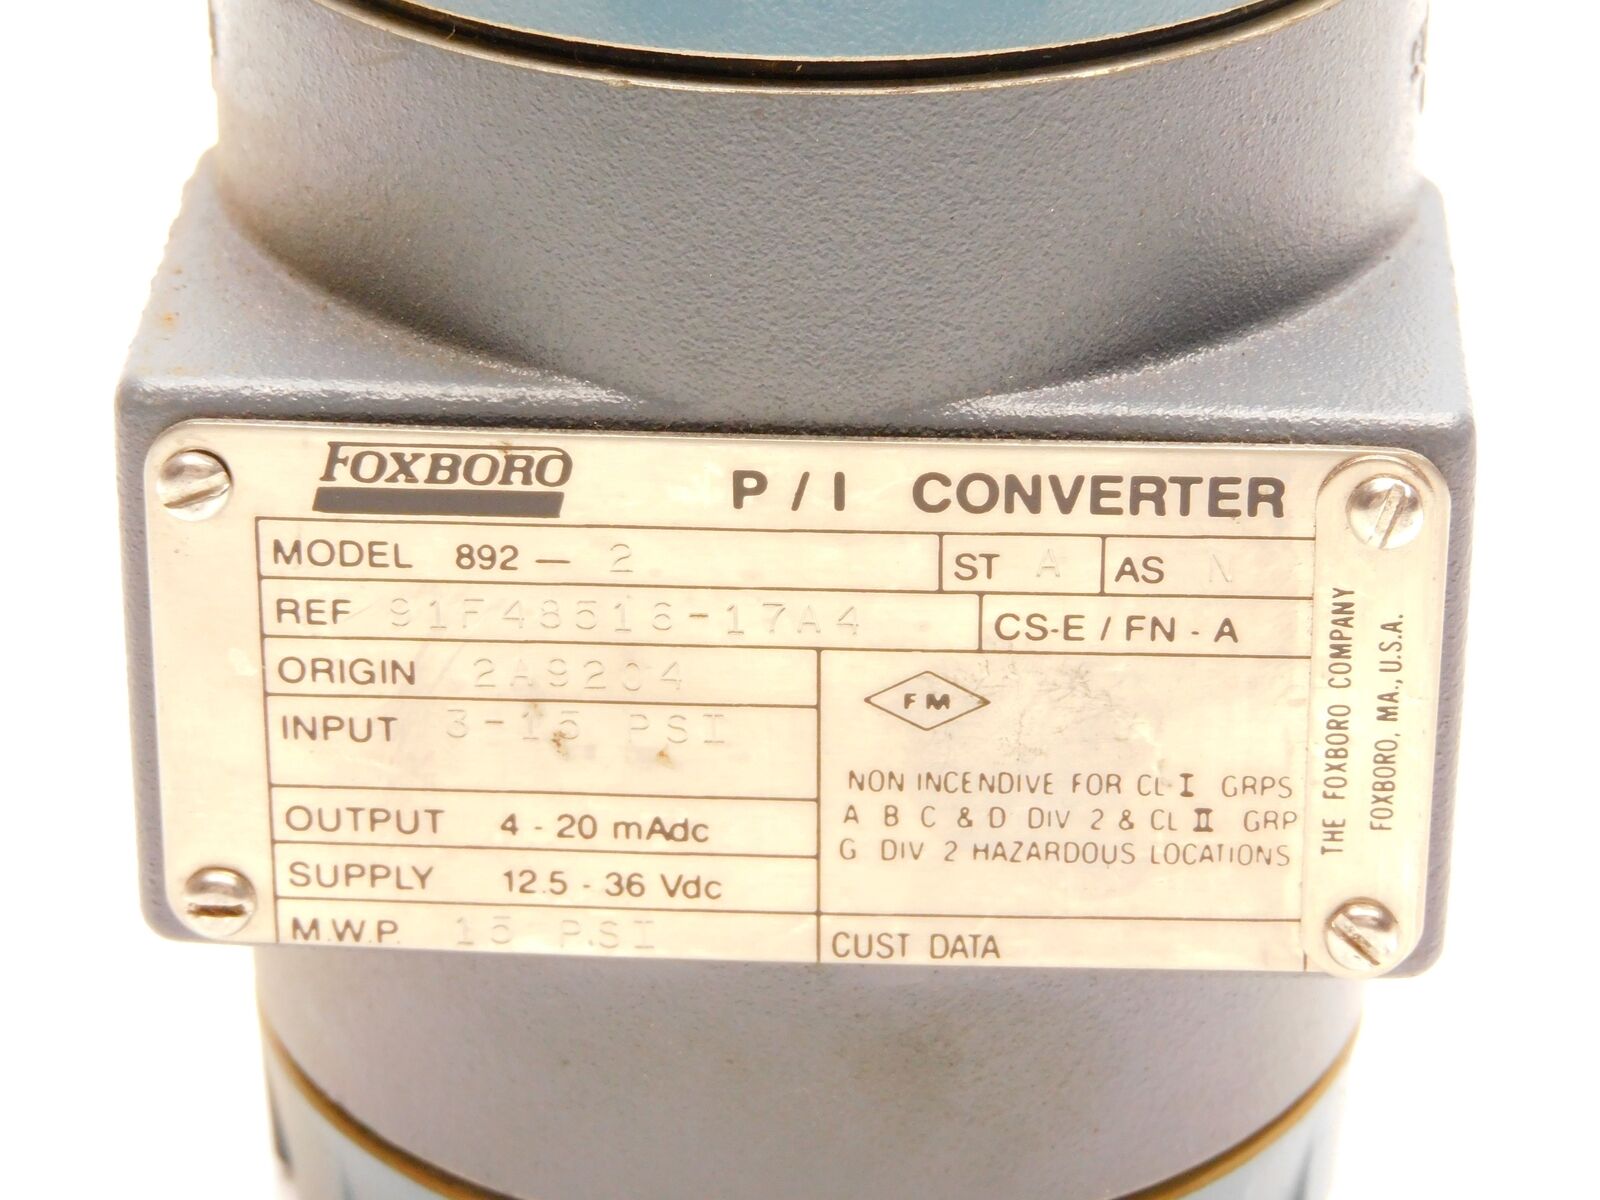 FOXBORO
P / I CONVERTER
MODEL 892 - 2 ST A AS N
REF 91F48516-17A4 CS-E / FN - A
ORIGIN 2A9204
INPUT 3-15 PSI
OUTPUT 4 - 20 mAdc
SUPPLY 12.5 - 36 Vdc
M.W.P. 15 PSI
FM
NON INCENDIVE FOR CL I GRPS
A B C & D DIV 2 & CL II GRP
G DIV 2 HAZARDOUS LOCATIONS
CUST DATA
THE FOXBORO COMPANY
FOXBORO, MA., U.S.A.